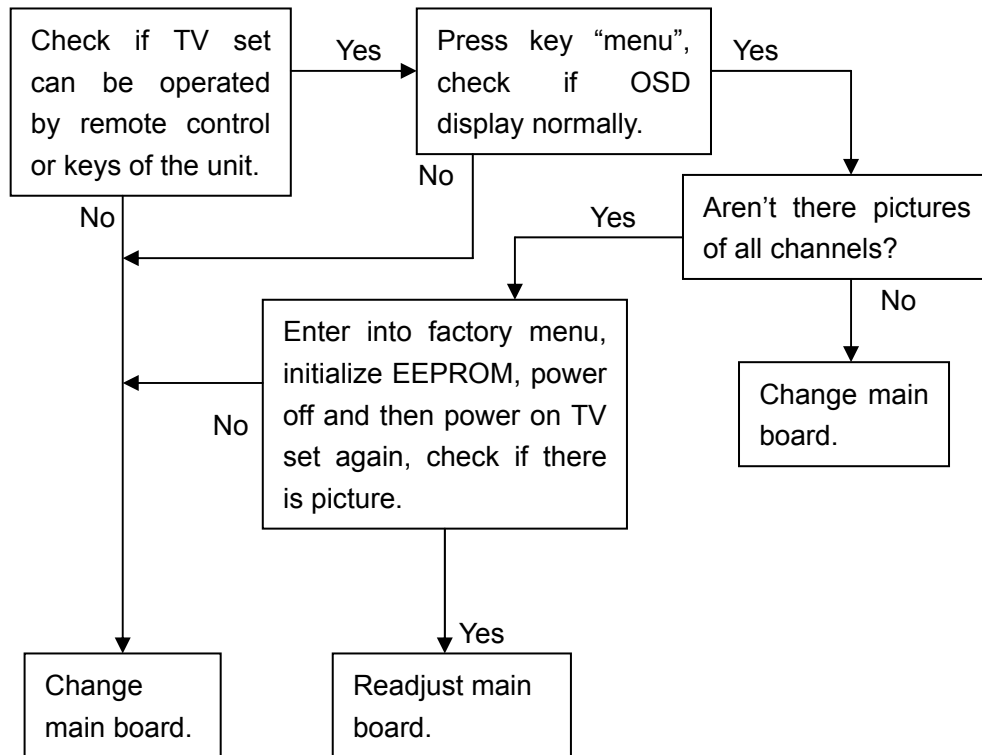 Check if TV set
can be operated
by remote control
or keys of the unit.
Yes
Press key “menu”,
check if OSD
display normally.
Yes
No
No
Yes
Aren’t there pictures
of all channels?
No
Enter into factory menu,
initialize EEPROM, power
off and then power on TV
set again, check if there
is picture.
No
Change main
board.
Yes
Change
main board.
Readjust main
board.